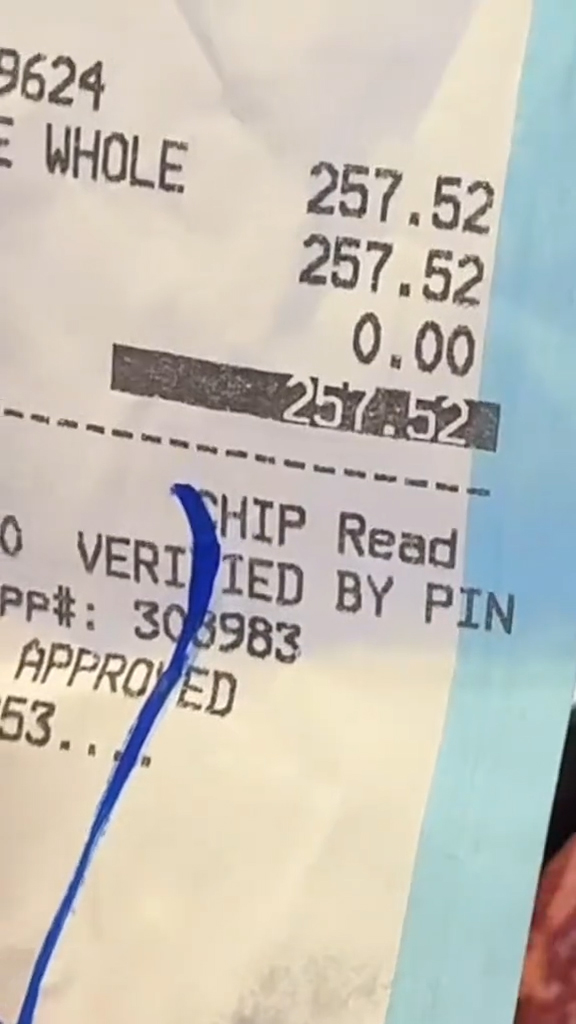 9624
E WHOLE 257.52
257.52
0.00
257.52
CHIP Read
0 VERIFIED BY PIN
PP#: 303983
APPROVED
53....